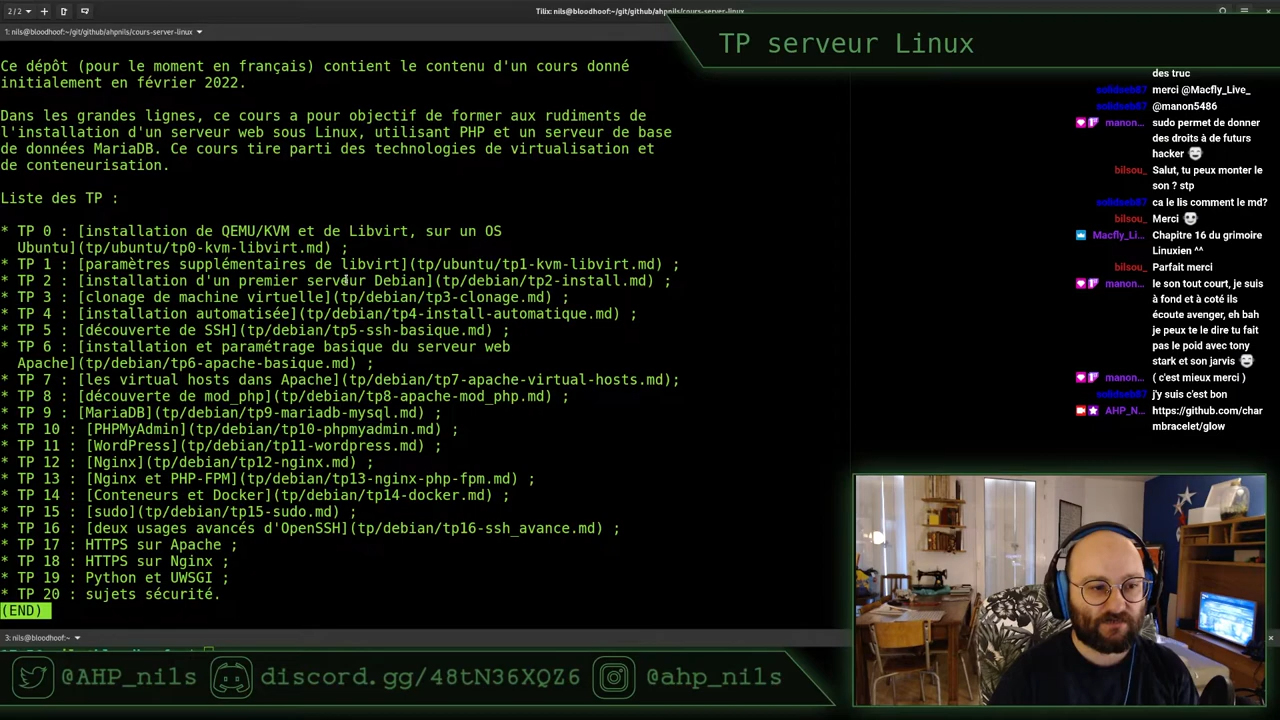 2/2
Tilix: nils@bloodhoof:~/git/github/ahpnils/cours-server-linux
1: nils@bloodhoof:~/git/github/ahpnils/cours-server-linux
TP serveur Linux
Ce dépôt (pour le moment en français) contient le contenu d'un cours donné
initialement en février 2022.
Dans les grandes lignes, ce cours a pour objectif de former aux rudiments de
l'installation d'un serveur web sous Linux, utilisant PHP et un serveur de base
de données MariaDB. Ce cours tire parti des technologies de virtualisation et
de conteneurisation.
Liste des TP :
* TP 0 : [installation de QEMU/KVM et de Libvirt, sur un OS
Ubuntu](tp/ubuntu/tp0-kvm-libvirt.md) ;
* TP 1 : [paramètres supplémentaires de libvirt](tp/ubuntu/tp1-kvm-libvirt.md) ;
* TP 2 : [installation d'un premier serveur Debian](tp/debian/tp2-install.md) ;
* TP 3 : [clonage de machine virtuelle](tp/debian/tp3-clonage.md) ;
* TP 4 : [installation automatisée](tp/debian/tp4-install-automatique.md) ;
* TP 5 : [découverte de SSH](tp/debian/tp5-ssh-basique.md) ;
* TP 6 : [installation et paramétrage basique du serveur web
Apache](tp/debian/tp6-apache-basique.md) ;
* TP 7 : [les virtual hosts dans Apache](tp/debian/tp7-apache-virtual-hosts.md);
* TP 8 : [découverte de mod_php](tp/debian/tp8-apache-mod_php.md) ;
* TP 9 : [MariaDB](tp/debian/tp9-mariadb-mysql.md) ;
* TP 10 : [PHPMyAdmin](tp/debian/tp10-phpmyadmin.md) ;
* TP 11 : [WordPress](tp/debian/tp11-wordpress.md) ;
* TP 12 : [Nginx](tp/debian/tp12-nginx.md) ;
* TP 13 : [Nginx et PHP-FPM](tp/debian/tp13-nginx-php-fpm.md) ;
* TP 14 : [Conteneurs et Docker](tp/debian/tp14-docker.md) ;
* TP 15 : [sudo](tp/debian/tp15-sudo.md) ;
* TP 16 : [deux usages avancés d'OpenSSH](tp/debian/tp16-ssh_avance.md) ;
* TP 17 : HTTPS sur Apache ;
* TP 18 : HTTPS sur Nginx ;
* TP 19 : Python et UWSGI ;
* TP 20 : sujets sécurité.
(END)
3: nils@bloodhoof:~
des truc
merci @Macfly_Live_
@manon5486
manon... sudo permet de donner
des droits à de futurs
hacker
bilsou_ Salut, tu peux monter le
son ? stp
ca le lis comment le md?
bilsou_ Merci
Macfly_Li... Chapitre 16 du grimoire
Linuxien ^^
bilsou_ Parfait merci
manon... le son tout court, je suis
à fond et à coté ils
écoute avenger, eh bah
je peux te le dire tu fait
pas le poid avec tony
stark et son jarvis
manon... ( c'est mieux merci )
j'y suis c'est bon
AHP_N... https://github.com/char
mbracelet/glow
@AHP_nils
discord.gg/48tN36XQZ6
@ahp_nils